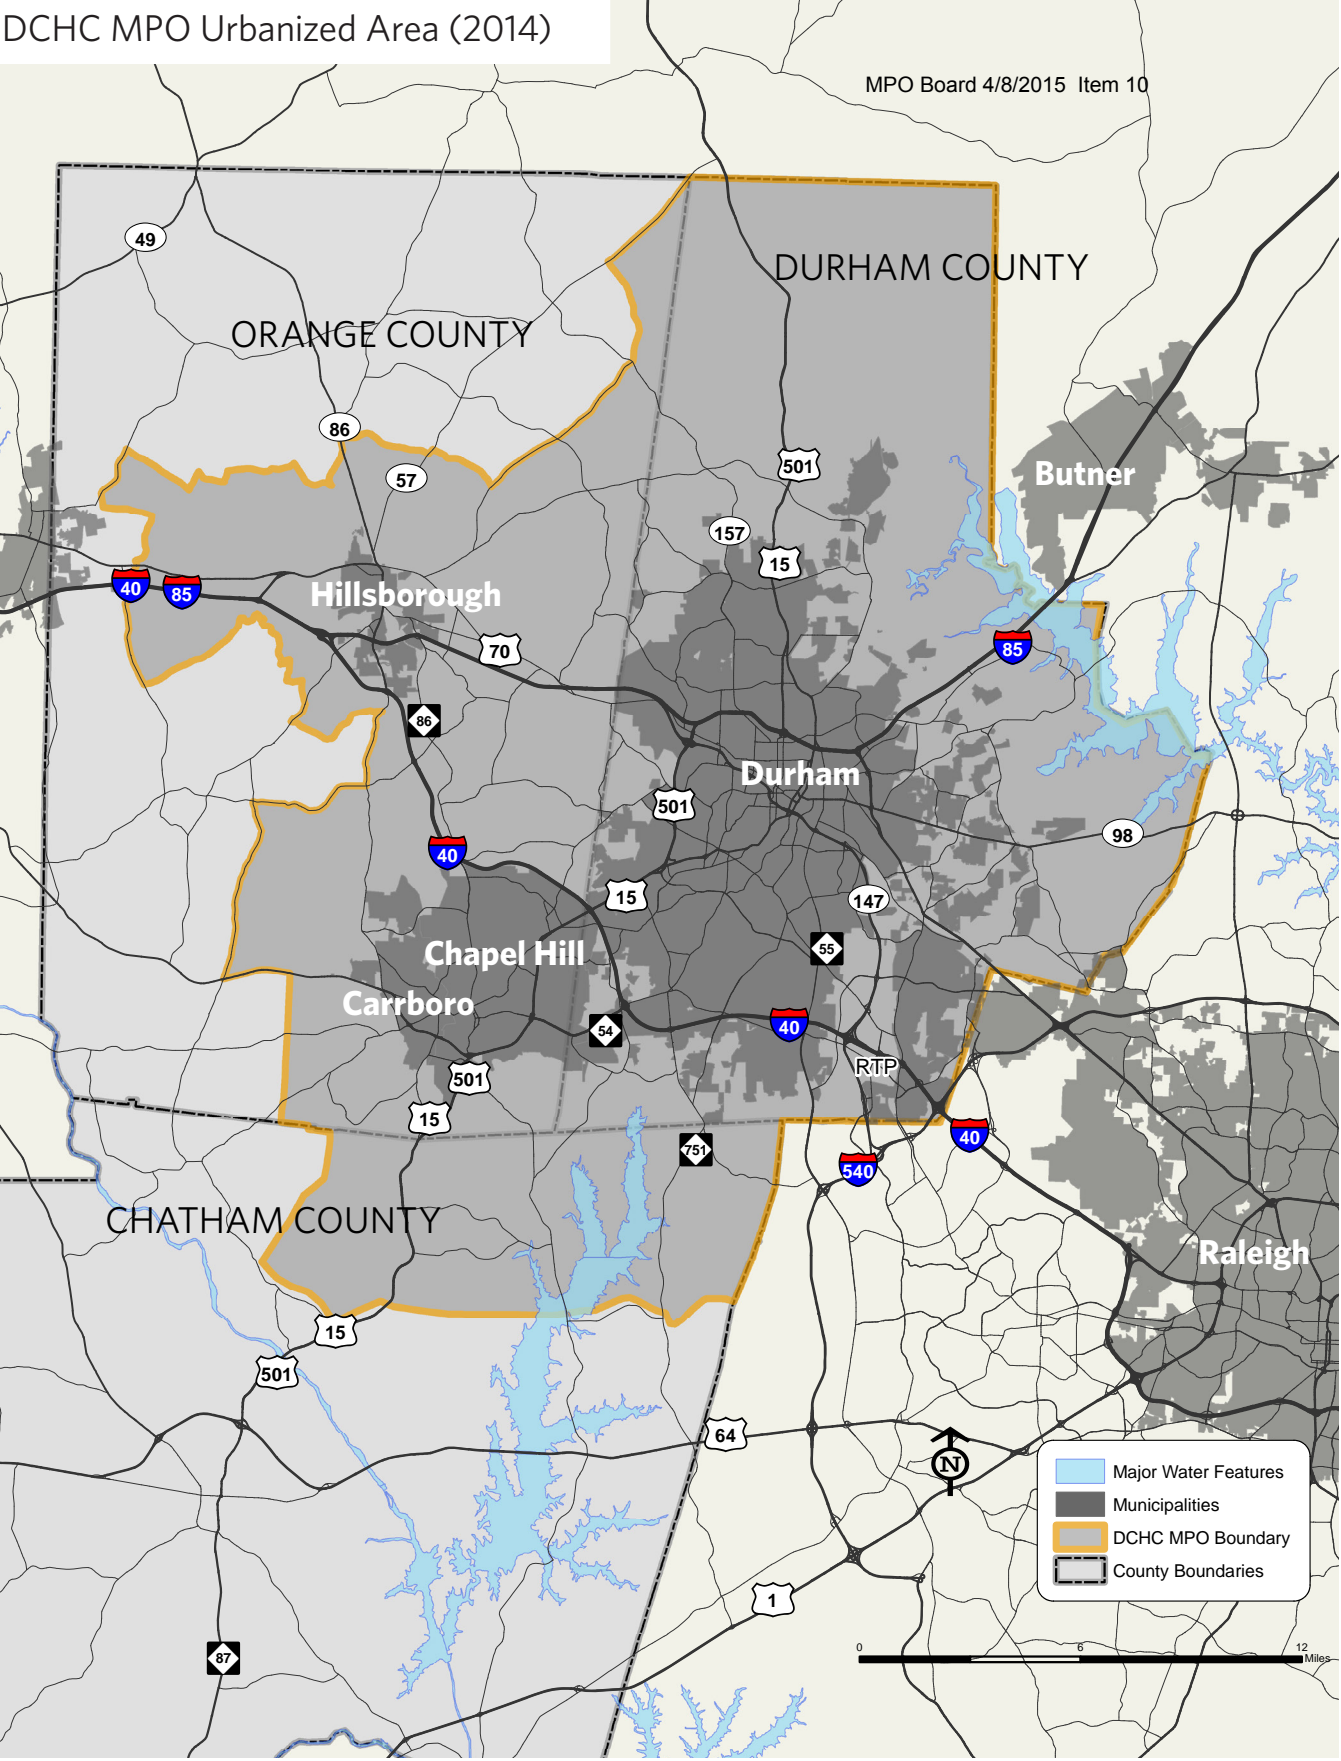 DCHC MPO Urbanized Area (2014)
MPO Board 4/8/2015 Item 10
49
DURHAM COUNTY
ORANGE COUNTY
86
57
501
Butner
157
15
40
85
Hillsborough
70
85
86
Durham
501
98
40
15
147
Chapel Hill
55
Carrboro
54
40
RTP
501
15
40
751
540
CHATHAM COUNTY
Raleigh
15
501
64
N
Major Water Features
Municipalities
DCHC MPO Boundary
County Boundaries
1
0 6 12
Miles
87